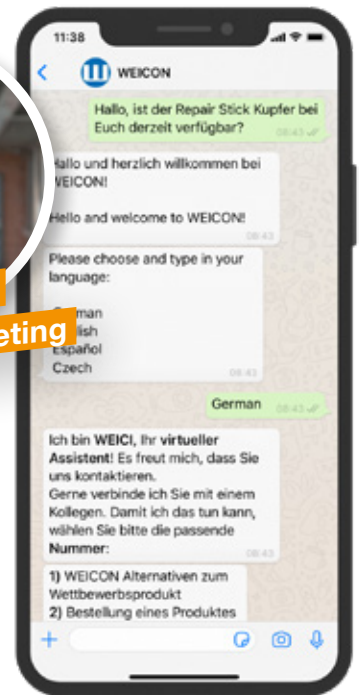 11:38
WEICON
Hallo, ist der Repair Stick Kupfer bei
Euch derzeit verfügbar?
08:43
allo und herzlich willkommen bei
WEICON!
Hello and welcome to WEICON!
08:43
Please choose and type in your
language:
man
lish
eting
Español
Czech
08:43
German
08:43
Ich bin WEICI, Ihr virtueller
Assistent! Es freut mich, dass Sie
uns kontaktieren.
Gerne verbinde ich Sie mit einem
Kollegen. Damit ich das tun kann,
wählen Sie bitte die passende
Nummer:
08:43
1) WEICON Alternativen zum
Wettbewerbsprodukt
2) Bestellung eines Produktes